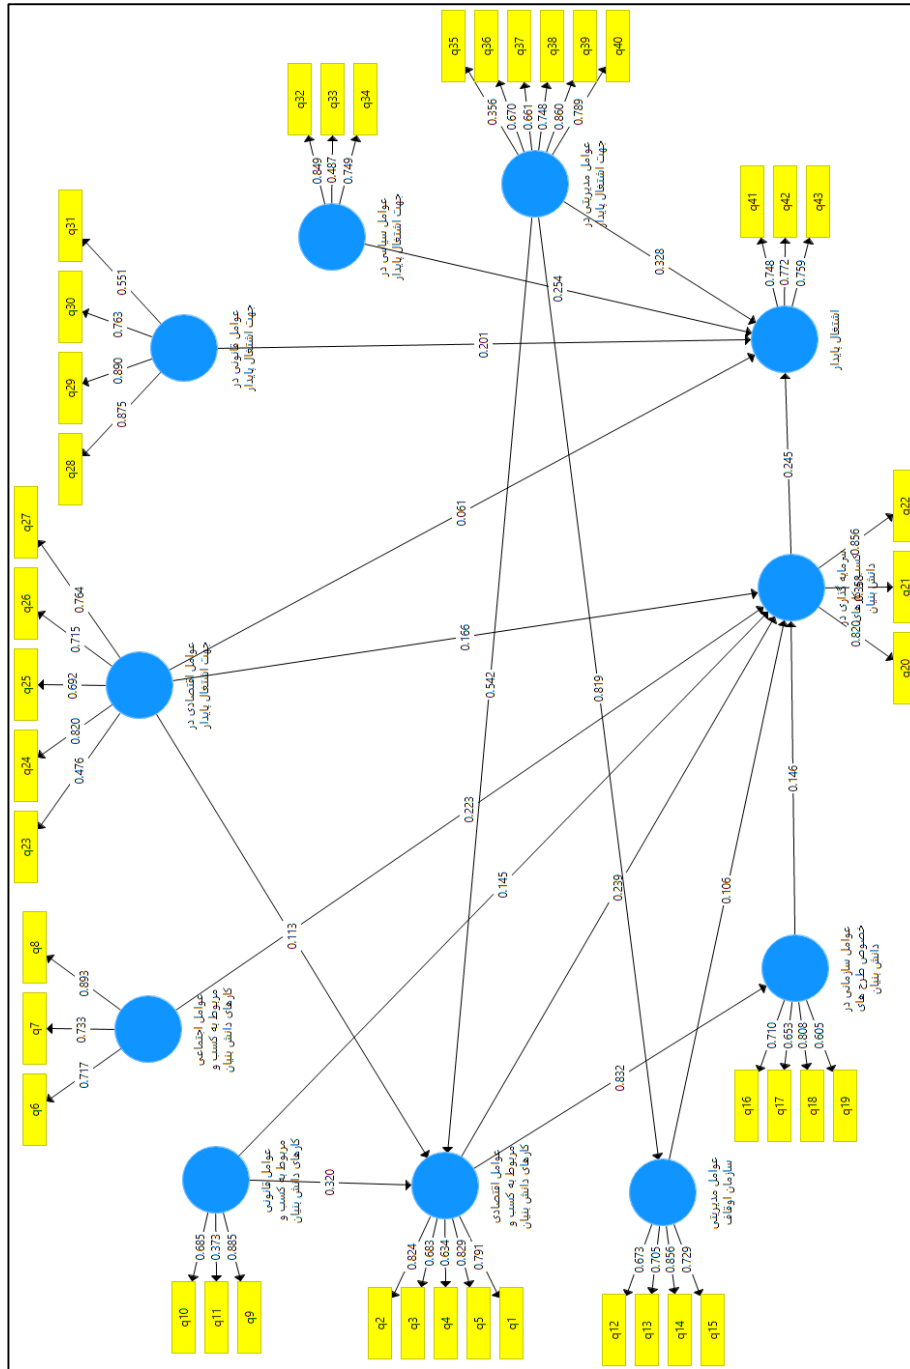 q35
q36
q37
q38
q39
q40
0.356
0.670
0.661
0.748
0.860
0.789
عوامل مدیریتی در
جهت اشتغال پایدار
q32
q33
q34
0.849
0.487
0.749
عوامل سیاسی در
جهت اشتغال پایدار
q31
q30
q29
q28
0.551
0.763
0.890
0.875
عوامل قانونی در
جهت اشتغال پایدار
q41
q42
q43
0.748
0.772
0.759
اشتغال پایدار
0.328
0.254
0.201
0.061
0.245
q27
q26
q25
q24
q23
0.764
0.715
0.692
0.820
0.476
عوامل اقتصادی در
جهت اشتغال پایدار
q22
q21
q20
0.856
0.820
سرمایه گذاری در
کسب و کارهای
دانش بنیان
0.166
0.542
0.819
0.223
0.145
0.239
0.106
0.146
0.113
0.832
0.320
q8
q7
q6
0.893
0.733
0.717
عوامل اجتماعی
مربوط به کسب و
کارهای دانش بنیان
q10
q11
q9
0.685
0.373
0.885
عوامل قانونی
مربوط به کسب و
کارهای دانش بنیان
q2
q3
q4
q5
q1
0.824
0.683
0.634
0.829
0.791
عوامل اقتصادی
مربوط به کسب و
کارهای دانش بنیان
q12
q13
q14
q15
0.673
0.705
0.856
0.729
عوامل مدیریتی
سازمان اوقاف
q16
q17
q18
q19
0.710
0.653
0.808
0.605
عوامل سازمانی در
خصوص طرح های
دانش بنیان